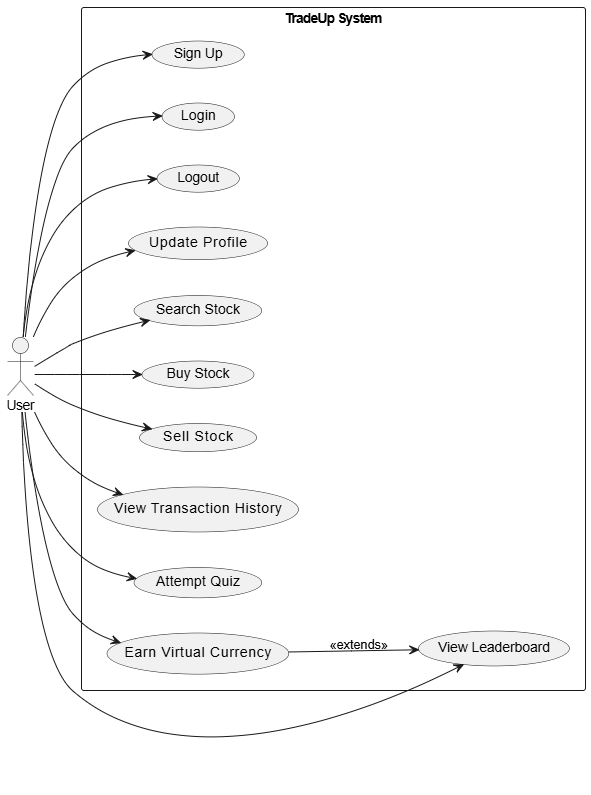 TradeUp System
Sign Up
Login
Logout
Update Profile
Search Stock
Buy Stock
User
Sell Stock
View Transaction History
Attempt Quiz
Earn Virtual Currency
«extends»
View Leaderboard